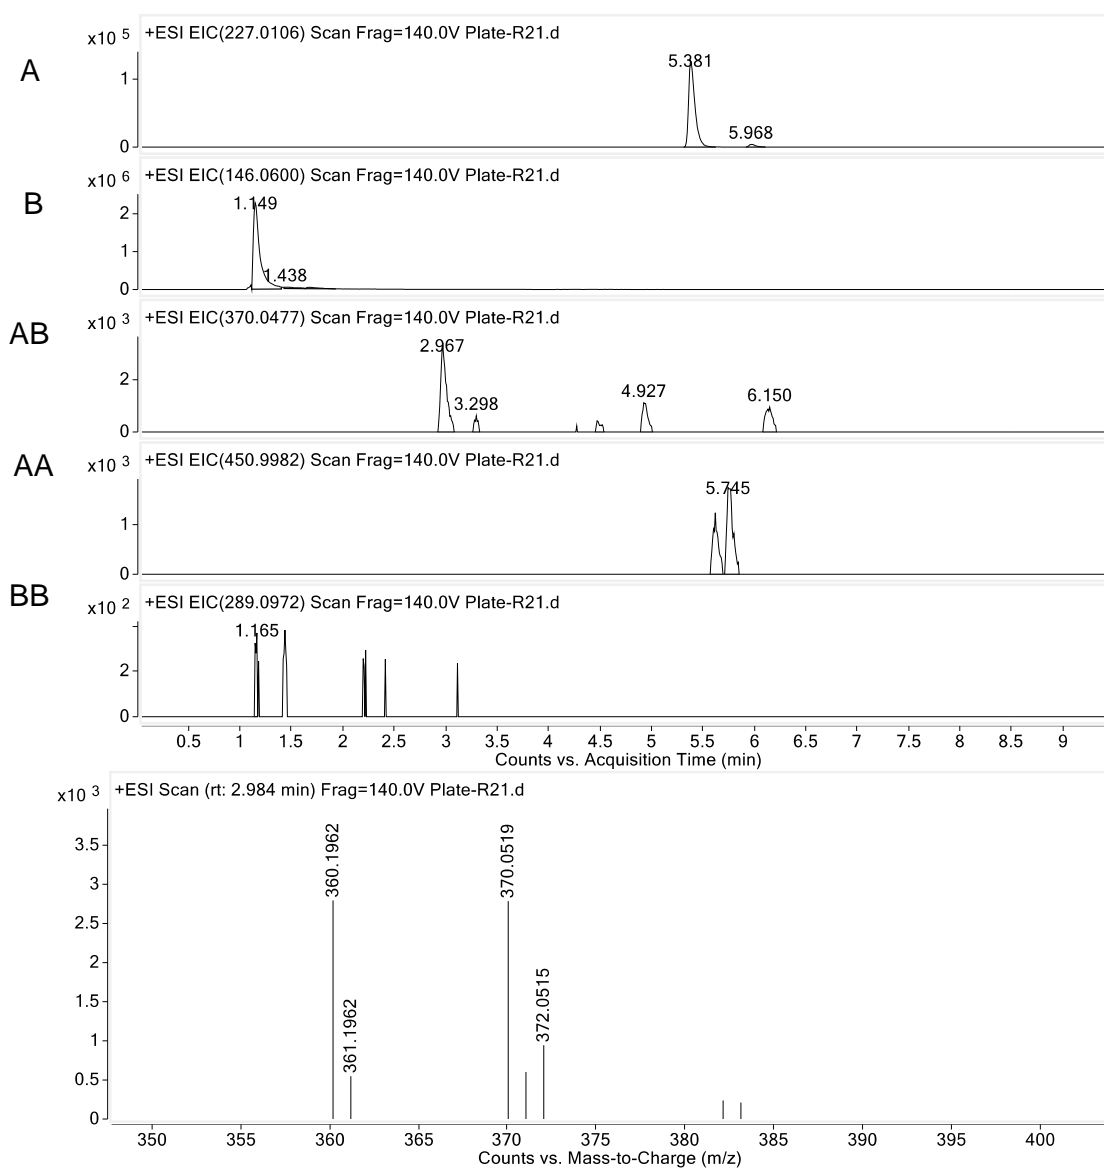 +ESI EIC(227.0106) Scan Frag=140.0V Plate-R21.d
x10 5
A
5.381
1
5.968
0
+ESI EIC(146.0600) Scan Frag=140.0V Plate-R21.d
x10 6
B
1.149
2
1
1.438
0
+ESI EIC(370.0477) Scan Frag=140.0V Plate-R21.d
x10 3
AB
2.967
2
4.927
6.150
3.298
0
+ESI EIC(450.9982) Scan Frag=140.0V Plate-R21.d
x10 3
AA
5.745
1
0
+ESI EIC(289.0972) Scan Frag=140.0V Plate-R21.d
x10 2
BB
1.165
2
0
0.5 1 1.5 2 2.5 3 3.5 4 4.5 5 5.5 6 6.5 7 7.5 8 8.5 9
Counts vs. Acquisition Time (min)
+ESI Scan (rt: 2.984 min) Frag=140.0V Plate-R21.d
x10 3
360.1962
370.0519
361.1962
372.0515
3.5
3
2.5
2
1.5
1
0.5
0
350 355 360 365 370 375 380 385 390 395 400
Counts vs. Mass-to-Charge (m/z)